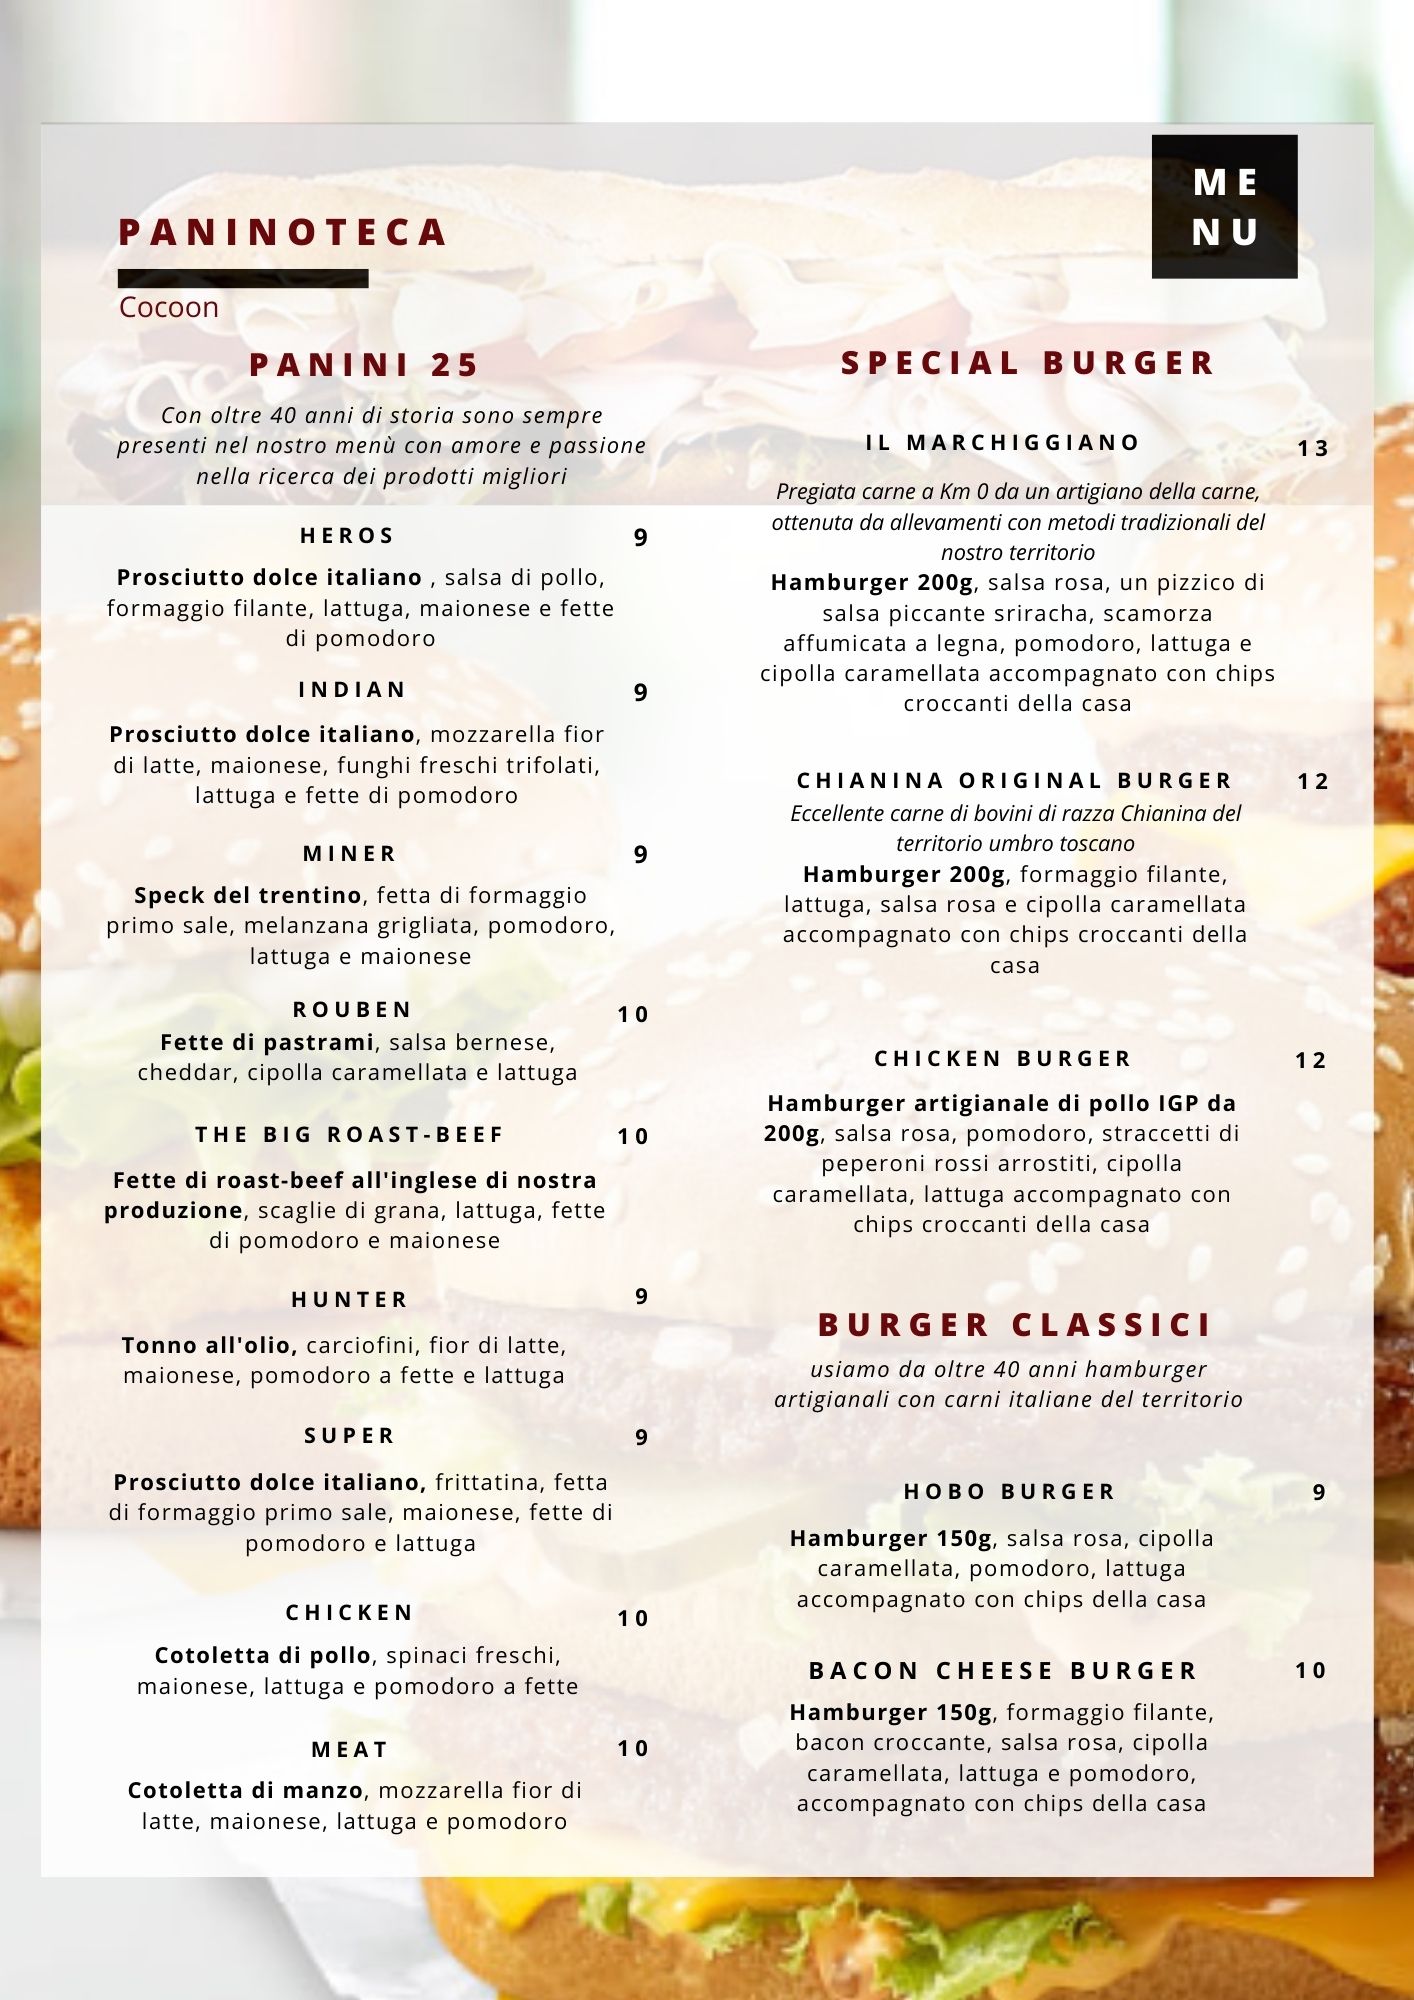 ME
NU
PANINOTECA
Cocoon
PANINI 25
Con oltre 40 anni di storia sono sempre
presenti nel nostro menù con amore e passione
nella ricerca dei prodotti migliori
HEROS 9
Prosciutto dolce italiano , salsa di pollo,
formaggio filante, lattuga, maionese e fette
di pomodoro
INDIAN 9
Prosciutto dolce italiano, mozzarella fior
di latte, maionese, funghi freschi trifolati,
lattuga e fette di pomodoro
MINER 9
Speck del trentino, fetta di formaggio
primo sale, melanzana grigliata, pomodoro,
lattuga e maionese
ROUBEN 10
Fette di pastrami, salsa bernese,
cheddar, cipolla caramellata e lattuga
THE BIG ROAST-BEEF 10
Fette di roast-beef all'inglese di nostra
produzione, scaglie di grana, lattuga, fette
di pomodoro e maionese
HUNTER 9
Tonno all'olio, carciofini, fior di latte,
maionese, pomodoro a fette e lattuga
SUPER 9
Prosciutto dolce italiano, frittatina, fetta
di formaggio primo sale, maionese, fette di
pomodoro e lattuga
CHICKEN 10
Cotoletta di pollo, spinaci freschi,
maionese, lattuga e pomodoro a fette
MEAT 10
Cotoletta di manzo, mozzarella fior di
latte, maionese, lattuga e pomodoro
SPECIAL BURGER
IL MARCHIGGIANO 13
Pregiata carne a Km 0 da un artigiano della carne,
ottenuta da allevamenti con metodi tradizionali del
nostro territorio
Hamburger 200g, salsa rosa, un pizzico di
salsa piccante sriracha, scamorza
affumicata a legna, pomodoro, lattuga e
cipolla caramellata accompagnato con chips
croccanti della casa
CHIANINA ORIGINAL BURGER 12
Eccellente carne di bovini di razza Chianina del
territorio umbro toscano
Hamburger 200g, formaggio filante,
lattuga, salsa rosa e cipolla caramellata
accompagnato con chips croccanti della
casa
CHICKEN BURGER 12
Hamburger artigianale di pollo IGP da
200g, salsa rosa, pomodoro, straccetti di
peperoni rossi arrostiti, cipolla
caramellata, lattuga accompagnato con
chips croccanti della casa
BURGER CLASSICI
usiamo da oltre 40 anni hamburger
artigianali con carni italiane del territorio
HOBO BURGER 9
Hamburger 150g, salsa rosa, cipolla
caramellata, pomodoro, lattuga
accompagnato con chips della casa
BACON CHEESE BURGER 10
Hamburger 150g, formaggio filante,
bacon croccante, salsa rosa, cipolla
caramellata, lattuga e pomodoro,
accompagnato con chips della casa